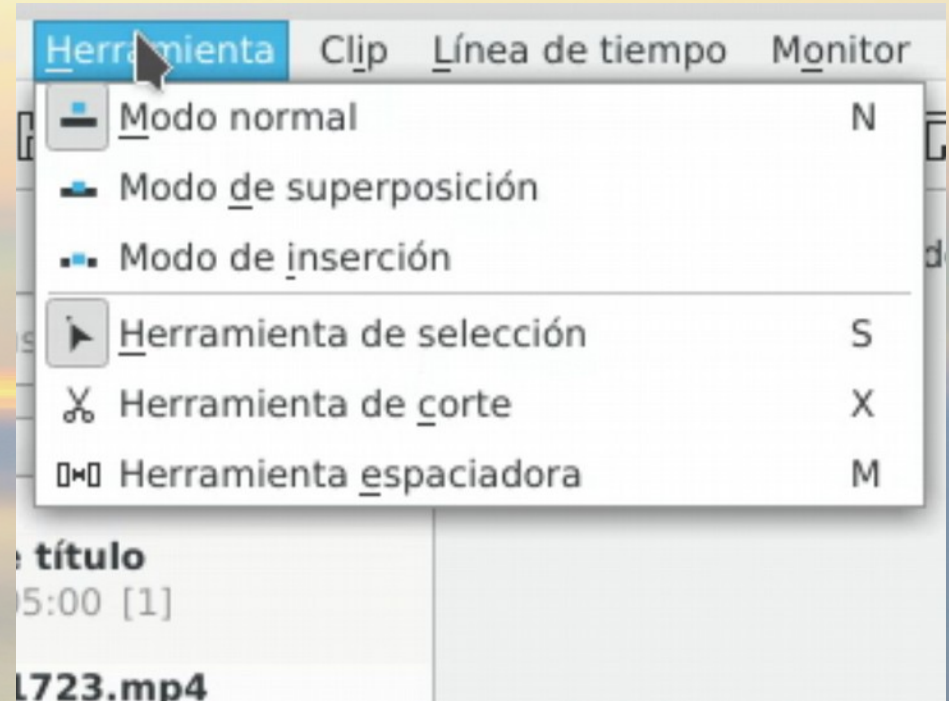 Herramienta Clip Línea de tiempo Monitor
Modo normal N
Modo de superposición
Modo de inserción
Herramienta de selección S
Herramienta de corte X
Herramienta espaciadora M
título
5:00 [1]
1723.mp4